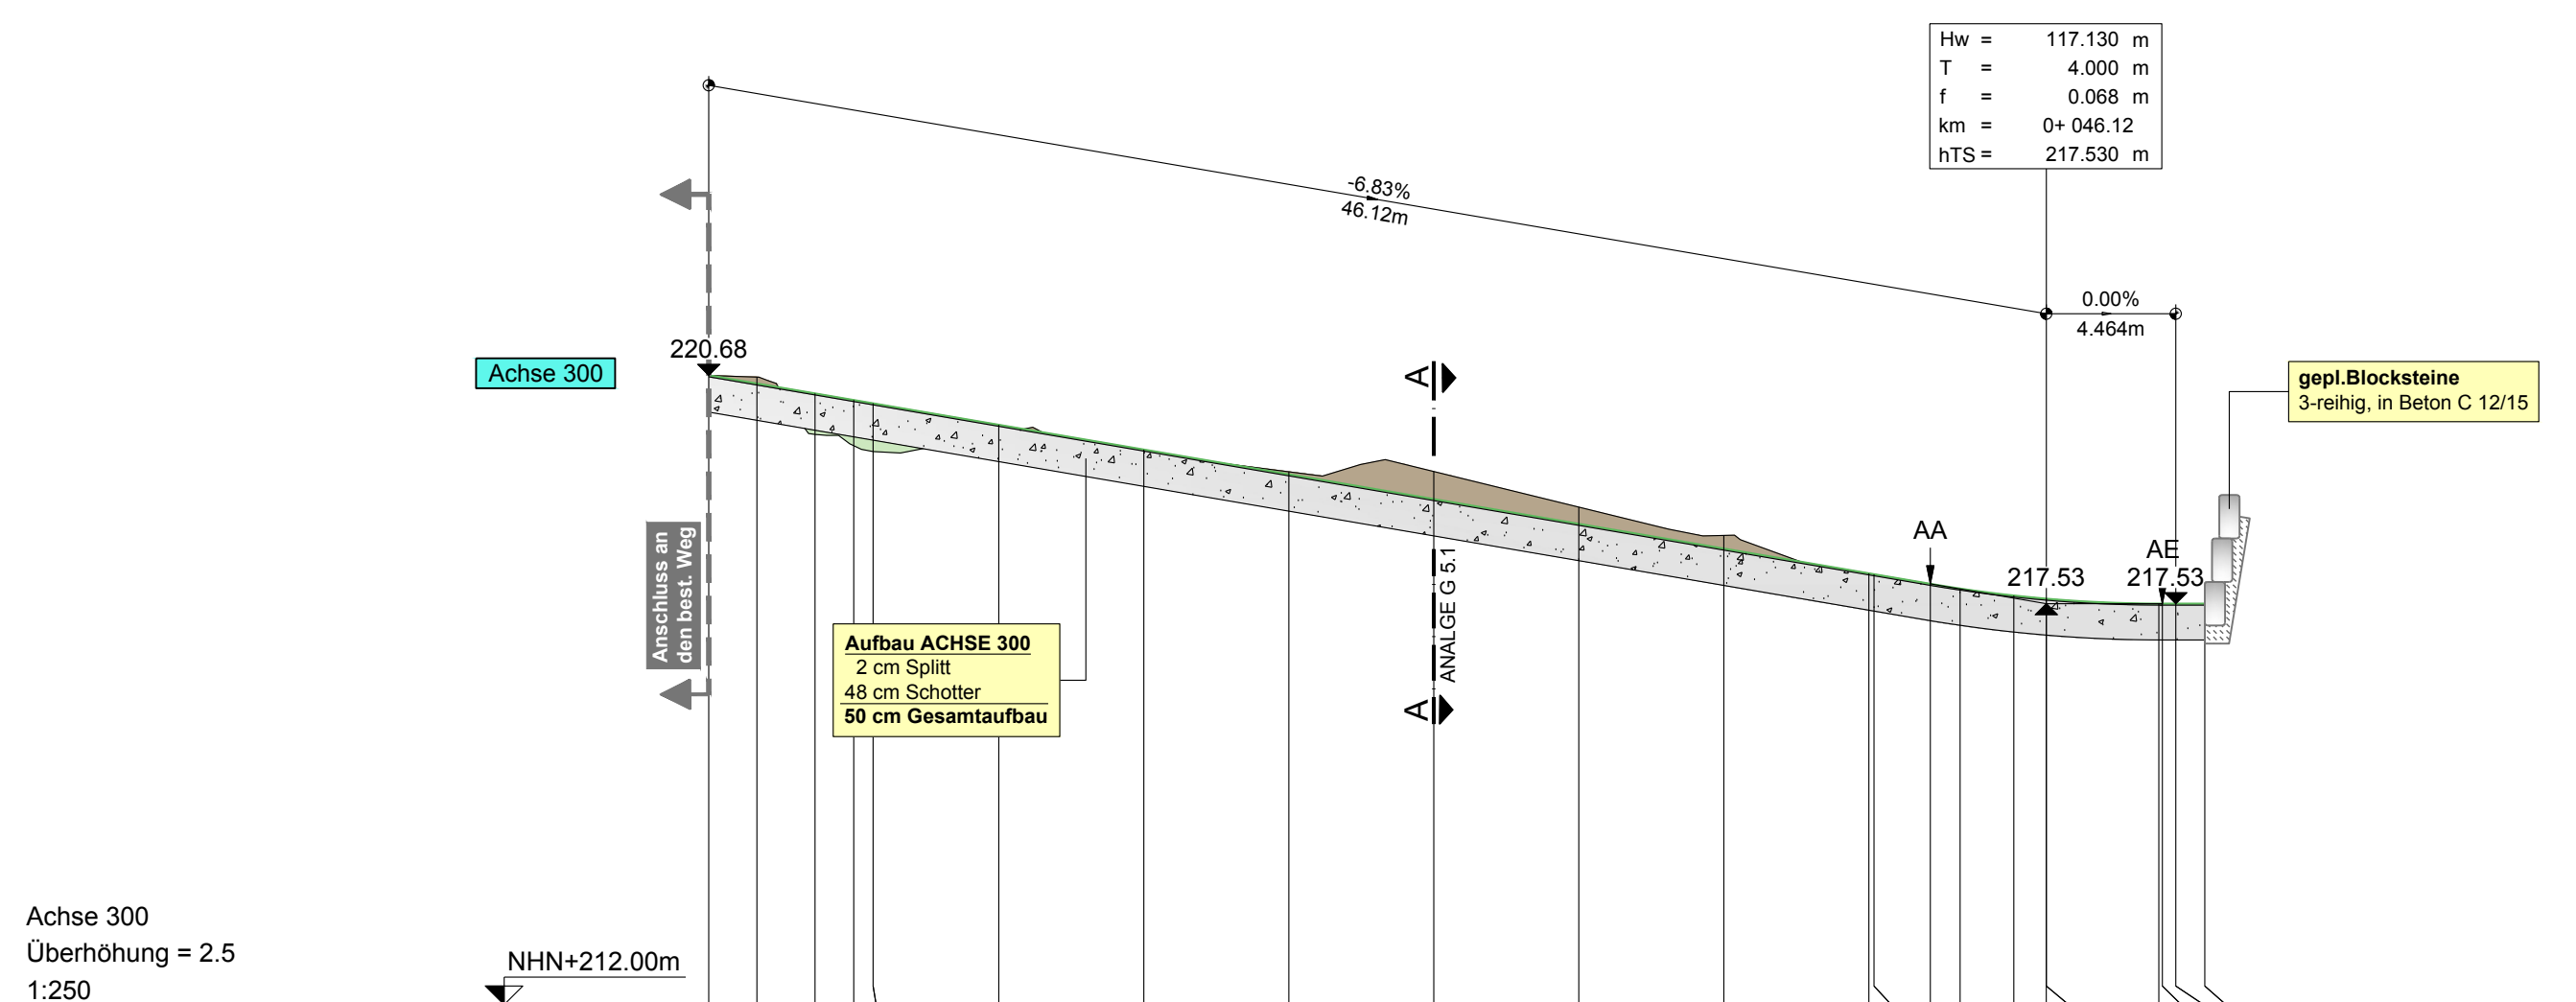 Hw = 117.130 m
T = 4.000 m
f = 0.068 m
km = 0+ 046.12
hTS = 217.530 m
-6.83%
46.12m
0.00%
4.464m
220.68
Achse 300
A
gepl.Blocksteine
3-reihig, in Beton C 12/15
AA
AE
217.53
217.53
Anschluss an
den best. Weg
ANALGE G 5.1
Aufbau ACHSE 300
2 cm Splitt
48 cm Schotter
50 cm Gesamtaufbau
A
Achse 300
Überhöhung = 2.5
1:250
NHN+212.00m